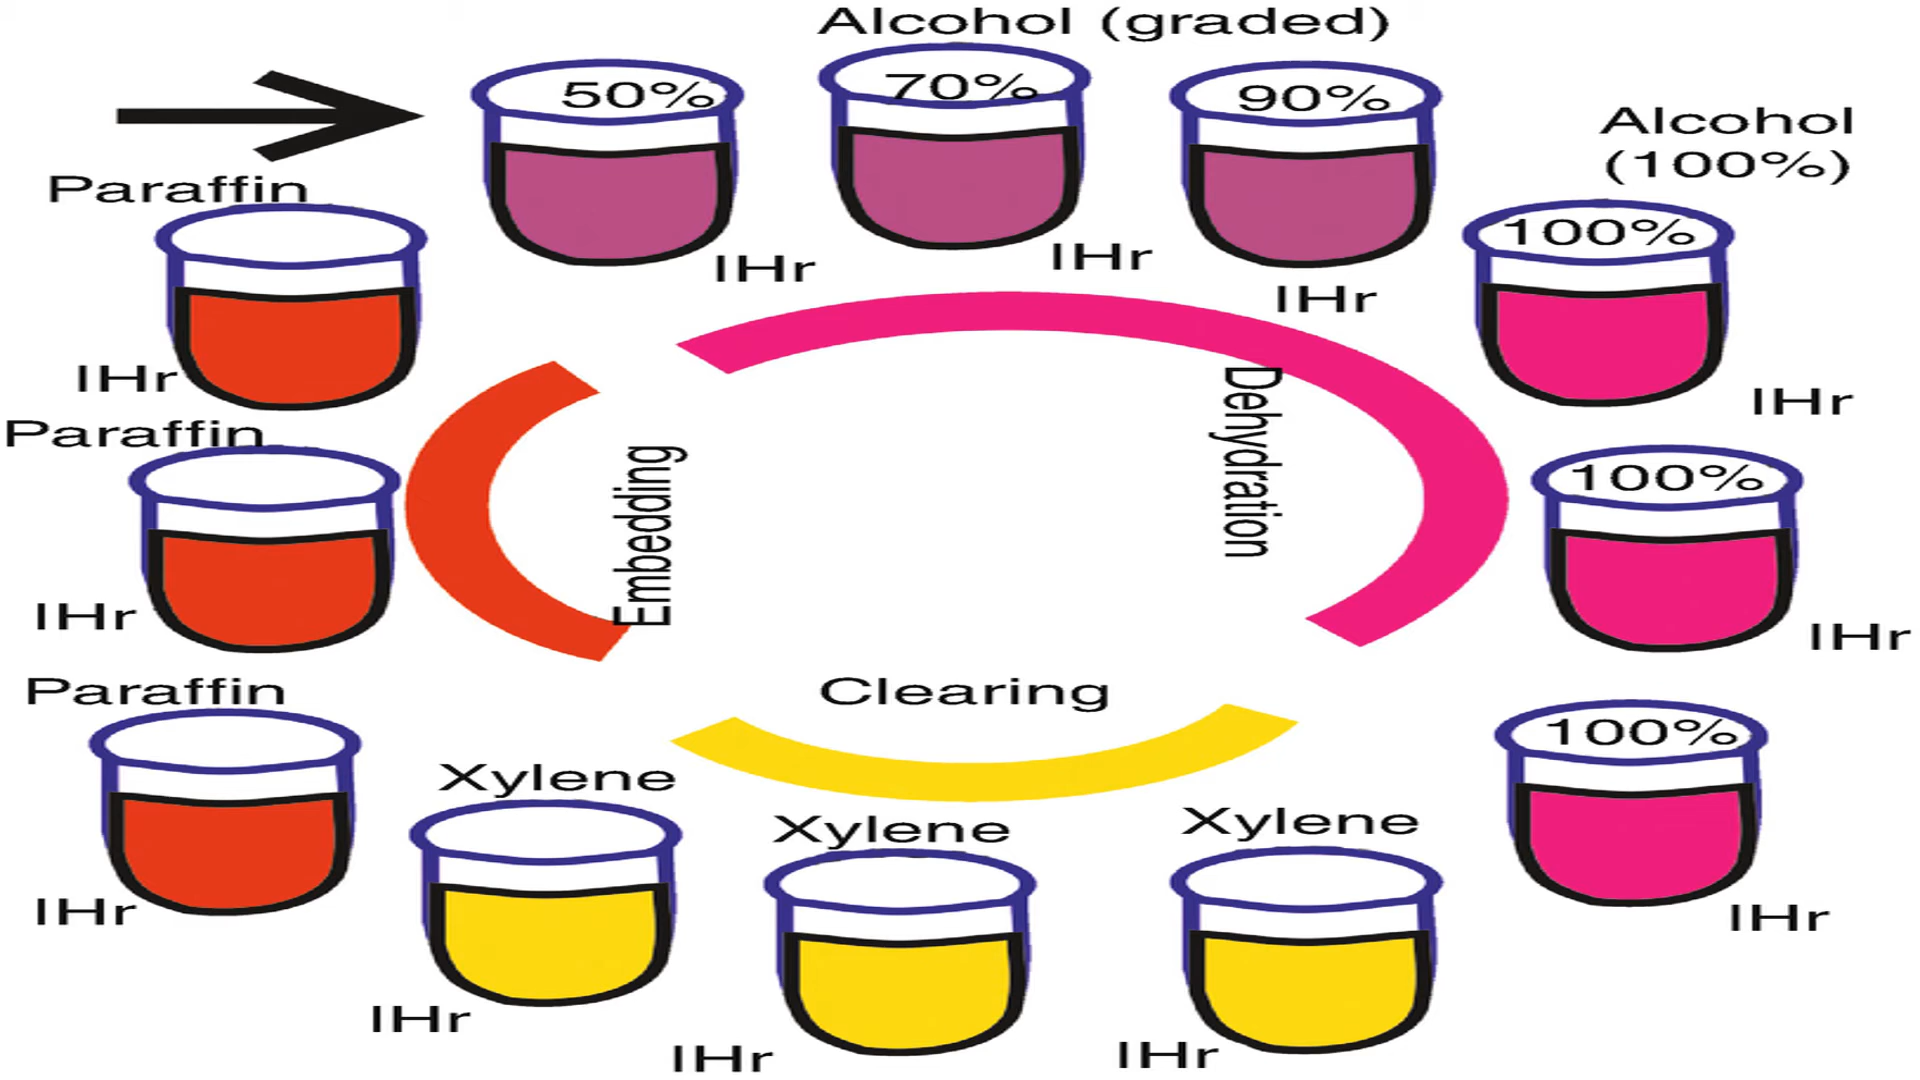 Alcohol (graded)
50%
70%
90%
Alcohol
(100%)
100%
IHr
IHr
IHr
IHr
100%
IHr
100%
IHr
Dehydration
Clearing
Xylene
IHr
Xylene
IHr
Xylene
IHr
Embedding
Paraffin
IHr
Paraffin
IHr
Paraffin
IHr